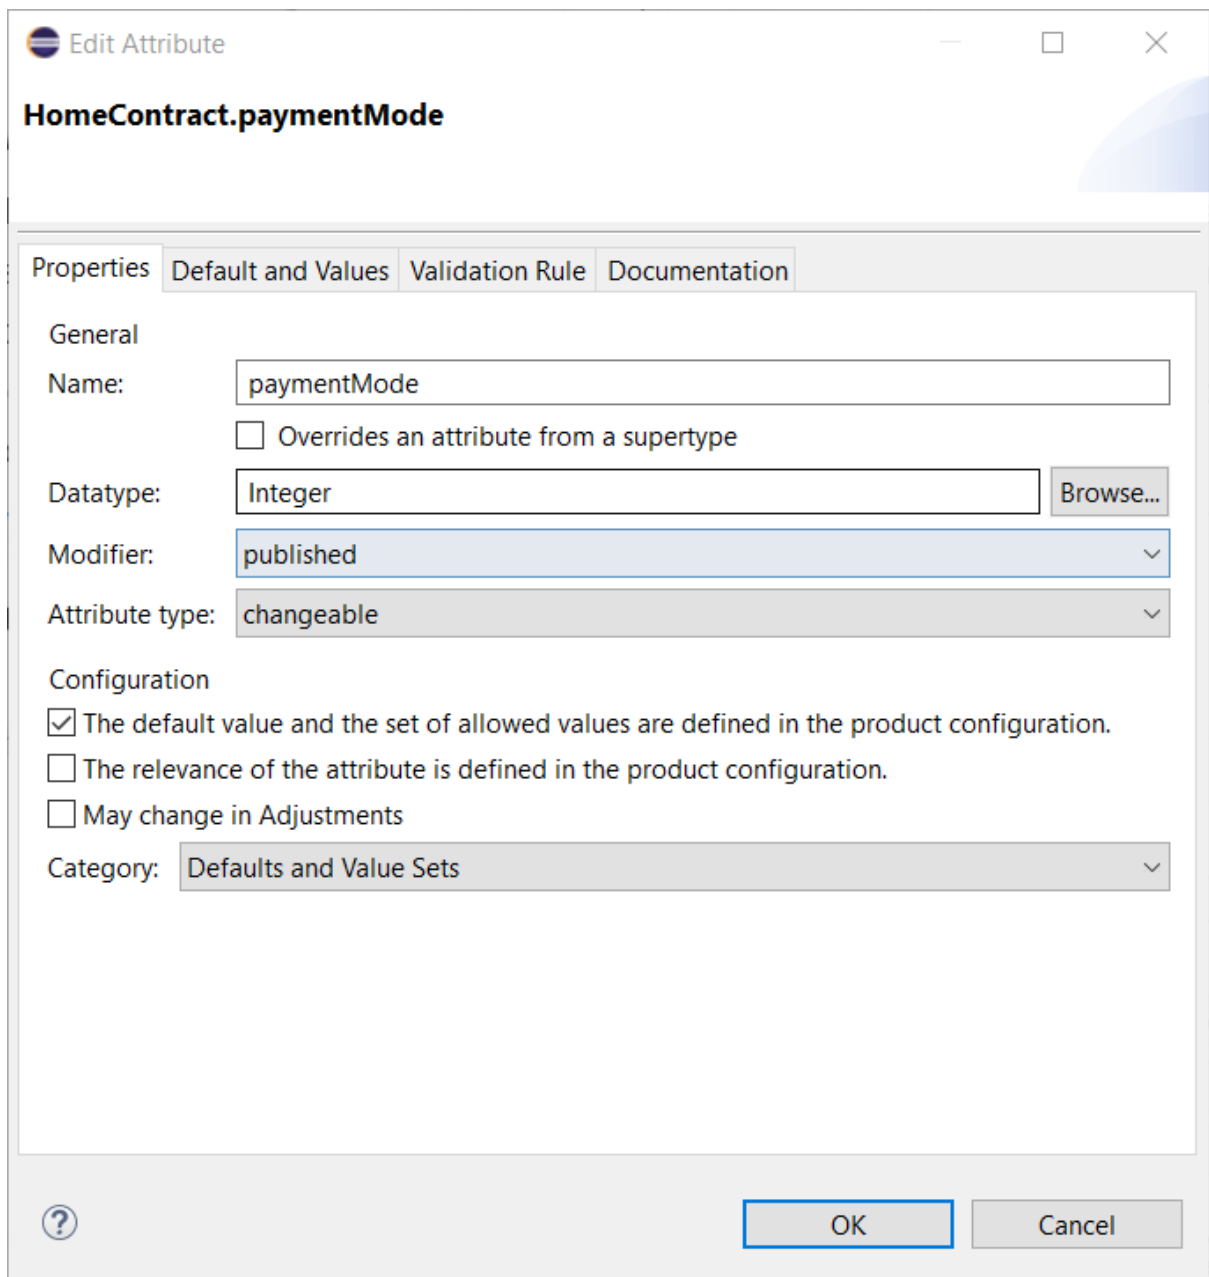 Edit Attribute
HomeContract.paymentMode
Properties Default and Values Validation Rule Documentation
General
Name: paymentMode
Overrides an attribute from a supertype
Datatype: Integer Browse...
Modifier: published
Attribute type: changeable
Configuration
The default value and the set of allowed values are defined in the product configuration.
The relevance of the attribute is defined in the product configuration.
May change in Adjustments
Category: Defaults and Value Sets
? OK Cancel